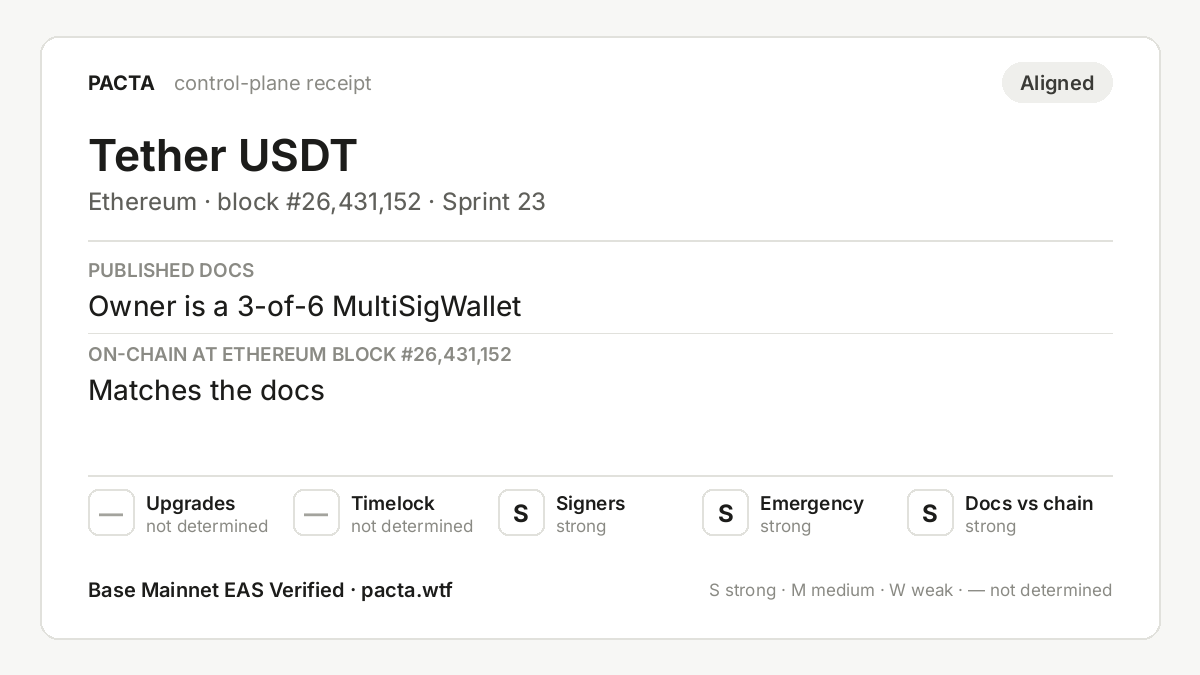 PACTA control-plane receipt Aligned
Tether USDT
Ethereum · block #26,431,152 · Sprint 23
PUBLISHED DOCS
Owner is a 3-of-6 MultiSigWallet
ON-CHAIN AT ETHEREUM BLOCK #26,431,152
Matches the docs
— Upgrades not determined
— Timelock not determined
S Signers strong
S Emergency strong
S Docs vs chain strong
Base Mainnet EAS Verified · pacta.wtf
S strong · M medium · W weak · — not determined